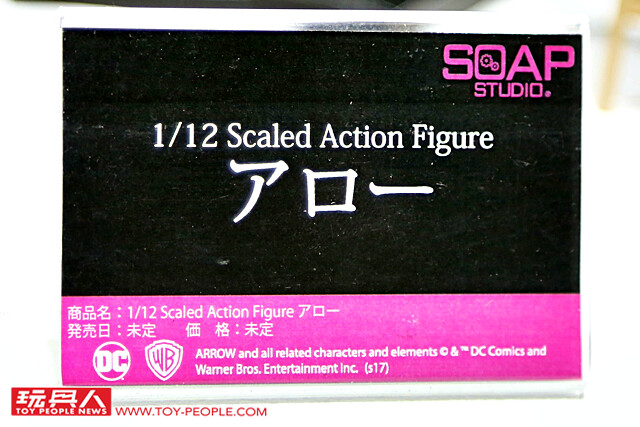 SOAP
STUDIO®
1/12 Scaled Action Figure
アロー
商品名：1/12 Scaled Action Figure アロー
発売日：未定　価　格：未定
DC
WB
ARROW and all related characters and elements © & ™ DC Comics and
Warner Bros. Entertainment Inc. (s17)
玩具人
TOY PEOPLE NEWS
WWW.TOY-PEOPLE.COM